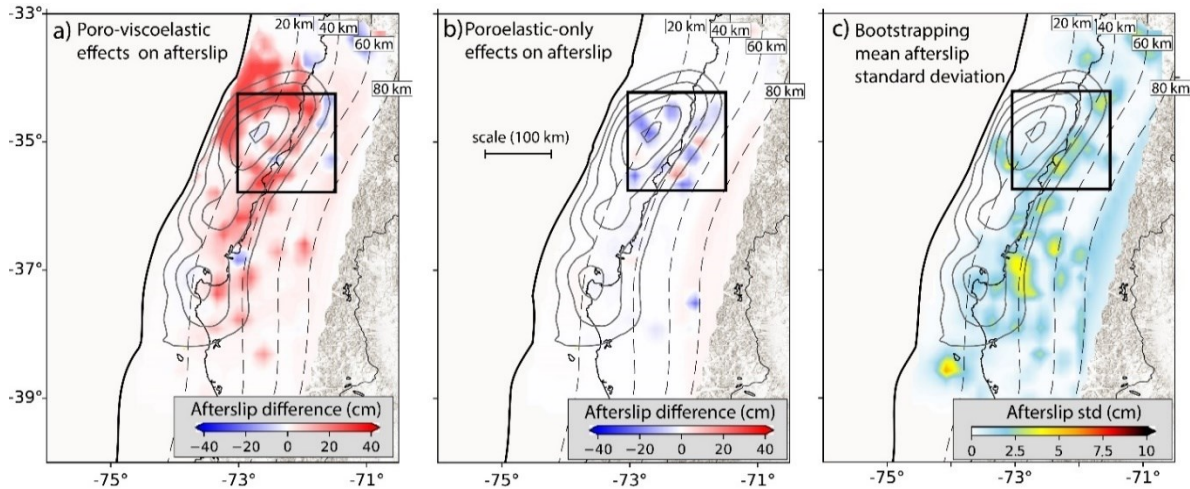 -33°
-35°
-37°
-39°
a) Poro-viscoelastic
effects on afterslip
20 km
40 km
60 km
80 km
Afterslip difference (cm)
-40 -20 0 20 40
-75° -73° -71°
b) Poroelastic-only
effects on afterslip
20 km
40 km
60 km
80 km
scale (100 km)
Afterslip difference (cm)
-40 -20 0 20 40
-75° -73° -71°
c) Bootstrapping
mean afterslip
standard deviation
20 km
40 km
60 km
80 km
Afterslip std (cm)
0 2.5 5 7.5 10
-75° -73° -71°